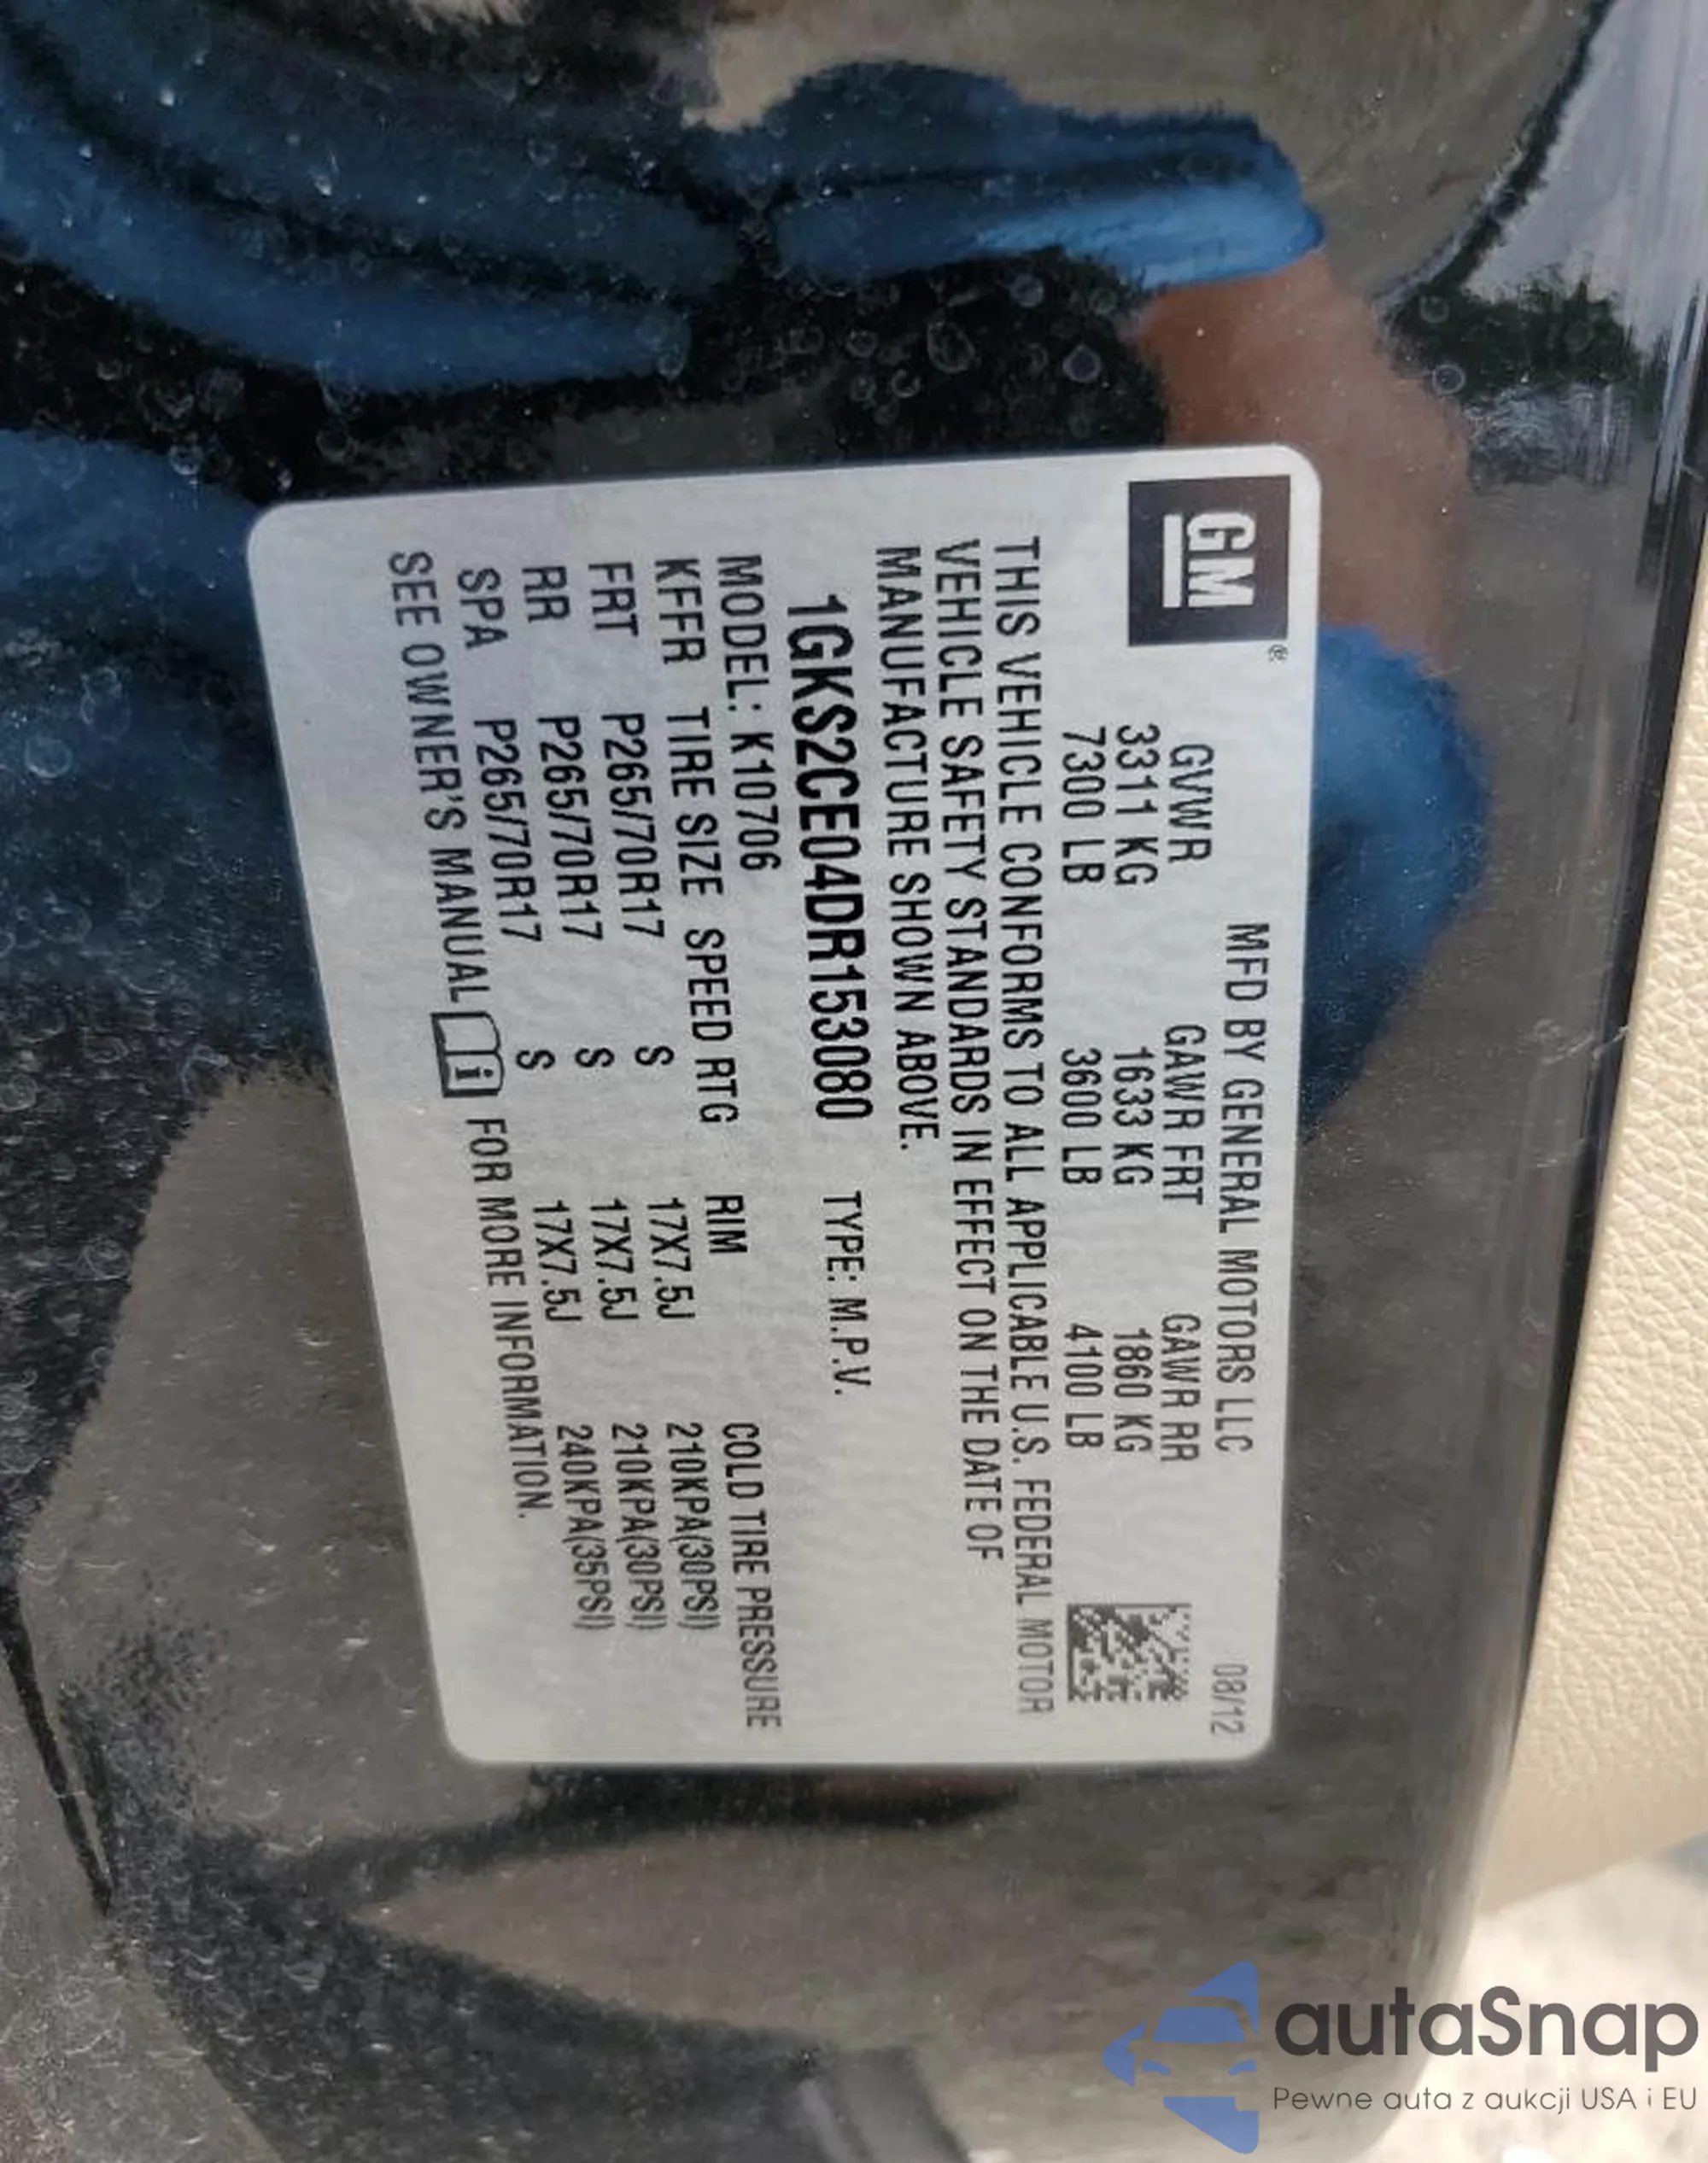 GM®
MFD BY GENERAL MOTORS LLC 08/12
GVWR GAWR FRT GAWR RR
3311 KG 1633 KG 1860 KG
7300 LB 3600 LB 4100 LB
THIS VEHICLE CONFORMS TO ALL APPLICABLE U.S. FEDERAL MOTOR
VEHICLE SAFETY STANDARDS IN EFFECT ON THE DATE OF
MANUFACTURE SHOWN ABOVE.
1GKS2CE04DR153080 TYPE: M.P.V.
MODEL: K10706
KFFR TIRE SIZE SPEED RTG RIM COLD TIRE PRESSURE
FRT P265/70R17 S 17X7.5J 210KPA(30PSI)
RR P265/70R17 S 17X7.5J 210KPA(30PSI)
SPA P265/70R17 S 17X7.5J 240KPA(35PSI)
SEE OWNER'S MANUAL i FOR MORE INFORMATION.
autaSnap
Pewne auta z aukcji USA i EU